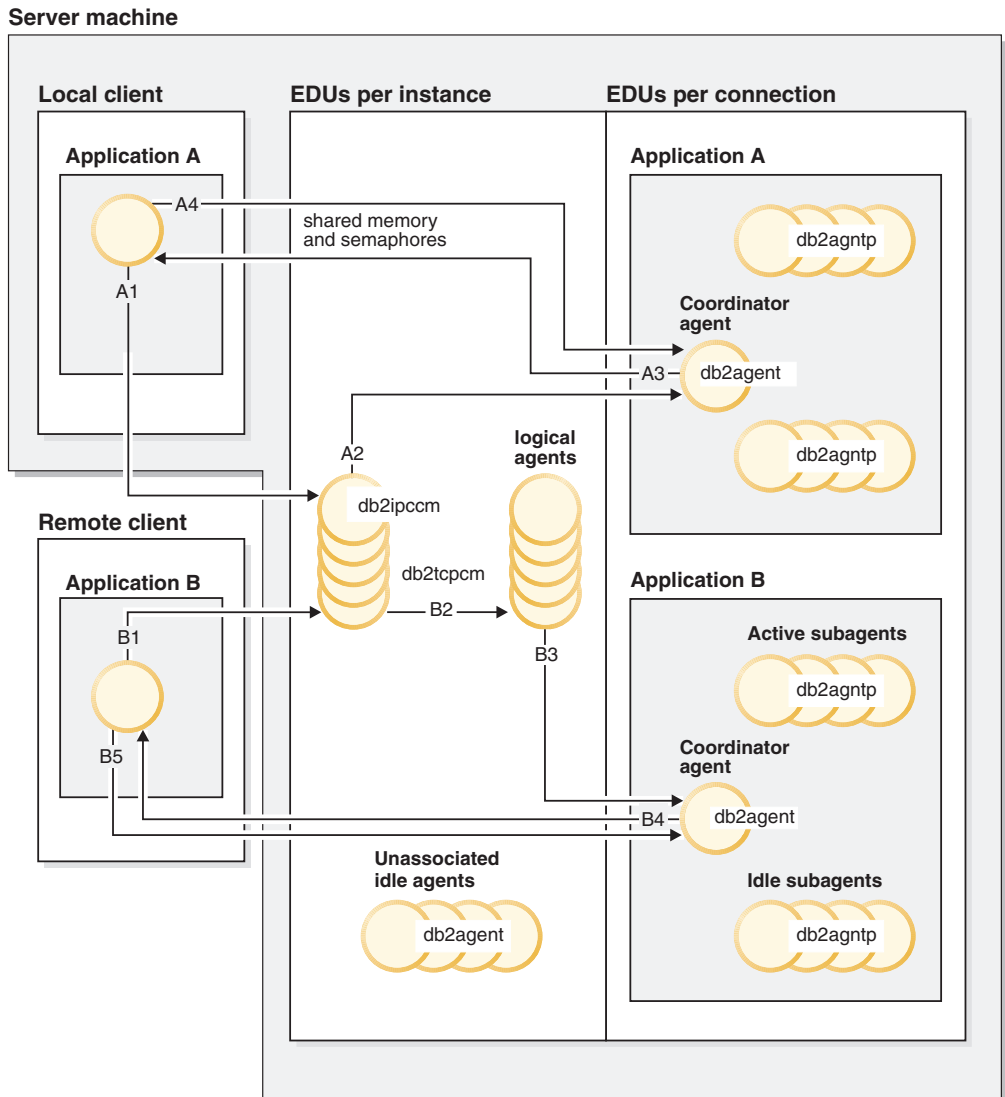 Server machine
Local client
EDUs per instance
EDUs per connection
Application A
Application A
A4
shared memory
and semaphores
db2agntp
A1
Coordinator
agent
A3
db2agent
A2
logical
agents
db2agntp
db2ipccm
Remote client
db2tcpcm
Application B
Application B
B1
B2
Active subagents
B3
db2agntp
B5
Coordinator
agent
B4
db2agent
Unassociated
idle agents
Idle subagents
db2agent
db2agntp